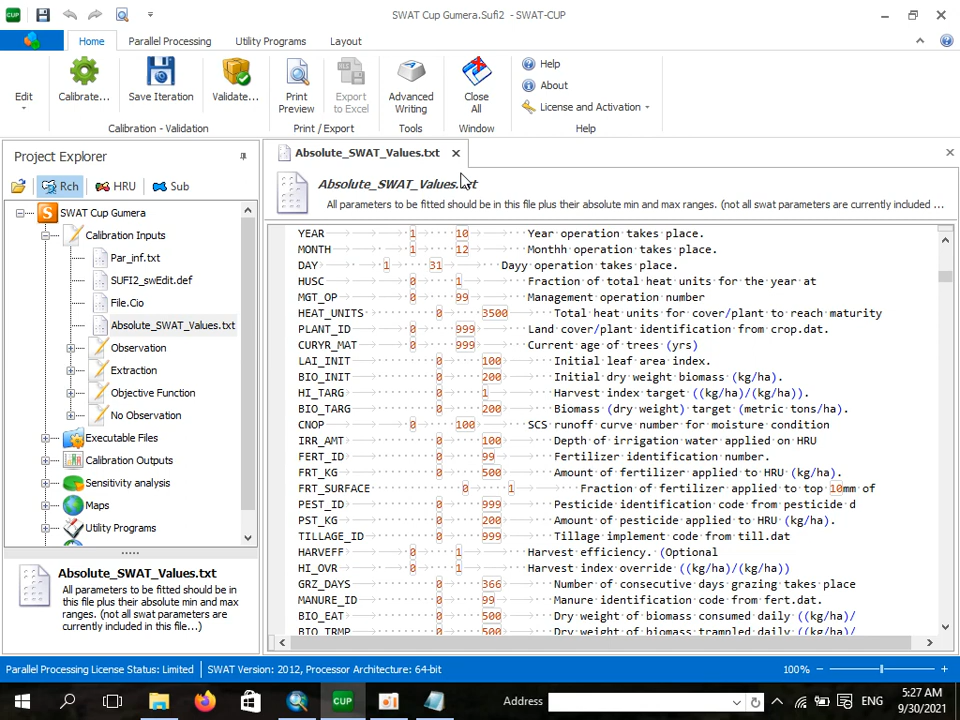 CUP
SWAT Cup Gumera.Sufi2 - SWAT-CUP
Home
Parallel Processing
Utility Programs
Layout
Edit
Calibrate...
Save Iteration
Validate...
Print Preview
Export to Excel
Advanced Writing
Close All
Help
About
License and Activation
Calibration - Validation
Print / Export
Tools
Window
Help
Project Explorer
Rch
HRU
Sub
S SWAT Cup Gumera
Calibration Inputs
Par_inf.txt
SUFI2_swEdit.def
File.Cio
Absolute_SWAT_Values.txt
Observation
Extraction
Objective Function
No Observation
Executable Files
Calibration Outputs
Sensitivity analysis
Maps
Utility Programs
Absolute_SWAT_Values.txt
All parameters to be fitted should be in
this file plus their absolute min and max
ranges. (not all swat parameters are
currently included in this file...)
Absolute_SWAT_Values.txt
Absolute_SWAT_Values.txt
All parameters to be fitted should be in this file plus their absolute min and max ranges. (not all swat parameters are currently included ...
YEAR 1 10 Year operation takes place.
MONTH 1 12 Monthh operation takes place.
DAY 1 31 Dayy operation takes place.
HUSC 0 1 Fraction of total heat units for the year at
MGT_OP 0 99 Management operation number
HEAT_UNITS 0 3500 Total heat units for cover/plant to reach maturity
PLANT_ID 0 999 Land cover/plant identification from crop.dat.
CURYR_MAT 0 999 Current age of trees (yrs)
LAI_INIT 0 100 Initial leaf area index.
BIO_INIT 0 200 Initial dry weight biomass (kg/ha).
HI_TARG 0 1 Harvest index target ((kg/ha)/(kg/ha)).
BIO_TARG 0 200 Biomass (dry weight) target (metric tons/ha).
CNOP 0 100 SCS runoff curve number for moisture condition
IRR_AMT 0 100 Depth of irrigation water applied on HRU
FERT_ID 0 99 Fertilizer identification number.
FRT_KG 0 500 Amount of fertilizer applied to HRU (kg/ha).
FRT_SURFACE 0 1 Fraction of fertilizer applied to top 10mm of
PEST_ID 0 999 Pesticide identification code from pesticide d
PST_KG 0 200 Amount of pesticide applied to HRU (kg/ha).
TILLAGE_ID 0 999 Tillage implement code from till.dat
HARVEFF 0 1 Harvest efficiency. (Optional
HI_OVR 0 1 Harvest index override ((kg/ha)/(kg/ha))
GRZ_DAYS 0 366 Number of consecutive days grazing takes place
MANURE_ID 0 99 Manure identification code from fert.dat.
BIO_EAT 0 500 Dry weight of biomass consumed daily ((kg/ha)/
BIO_TRMP 0 500 Dry weight of biomass trampled daily ((kg/ha)/
Parallel Processing License Status: Limited
SWAT Version: 2012, Processor Architecture: 64-bit
100%
CUP
Address
ENG
5:27 AM
9/30/2021